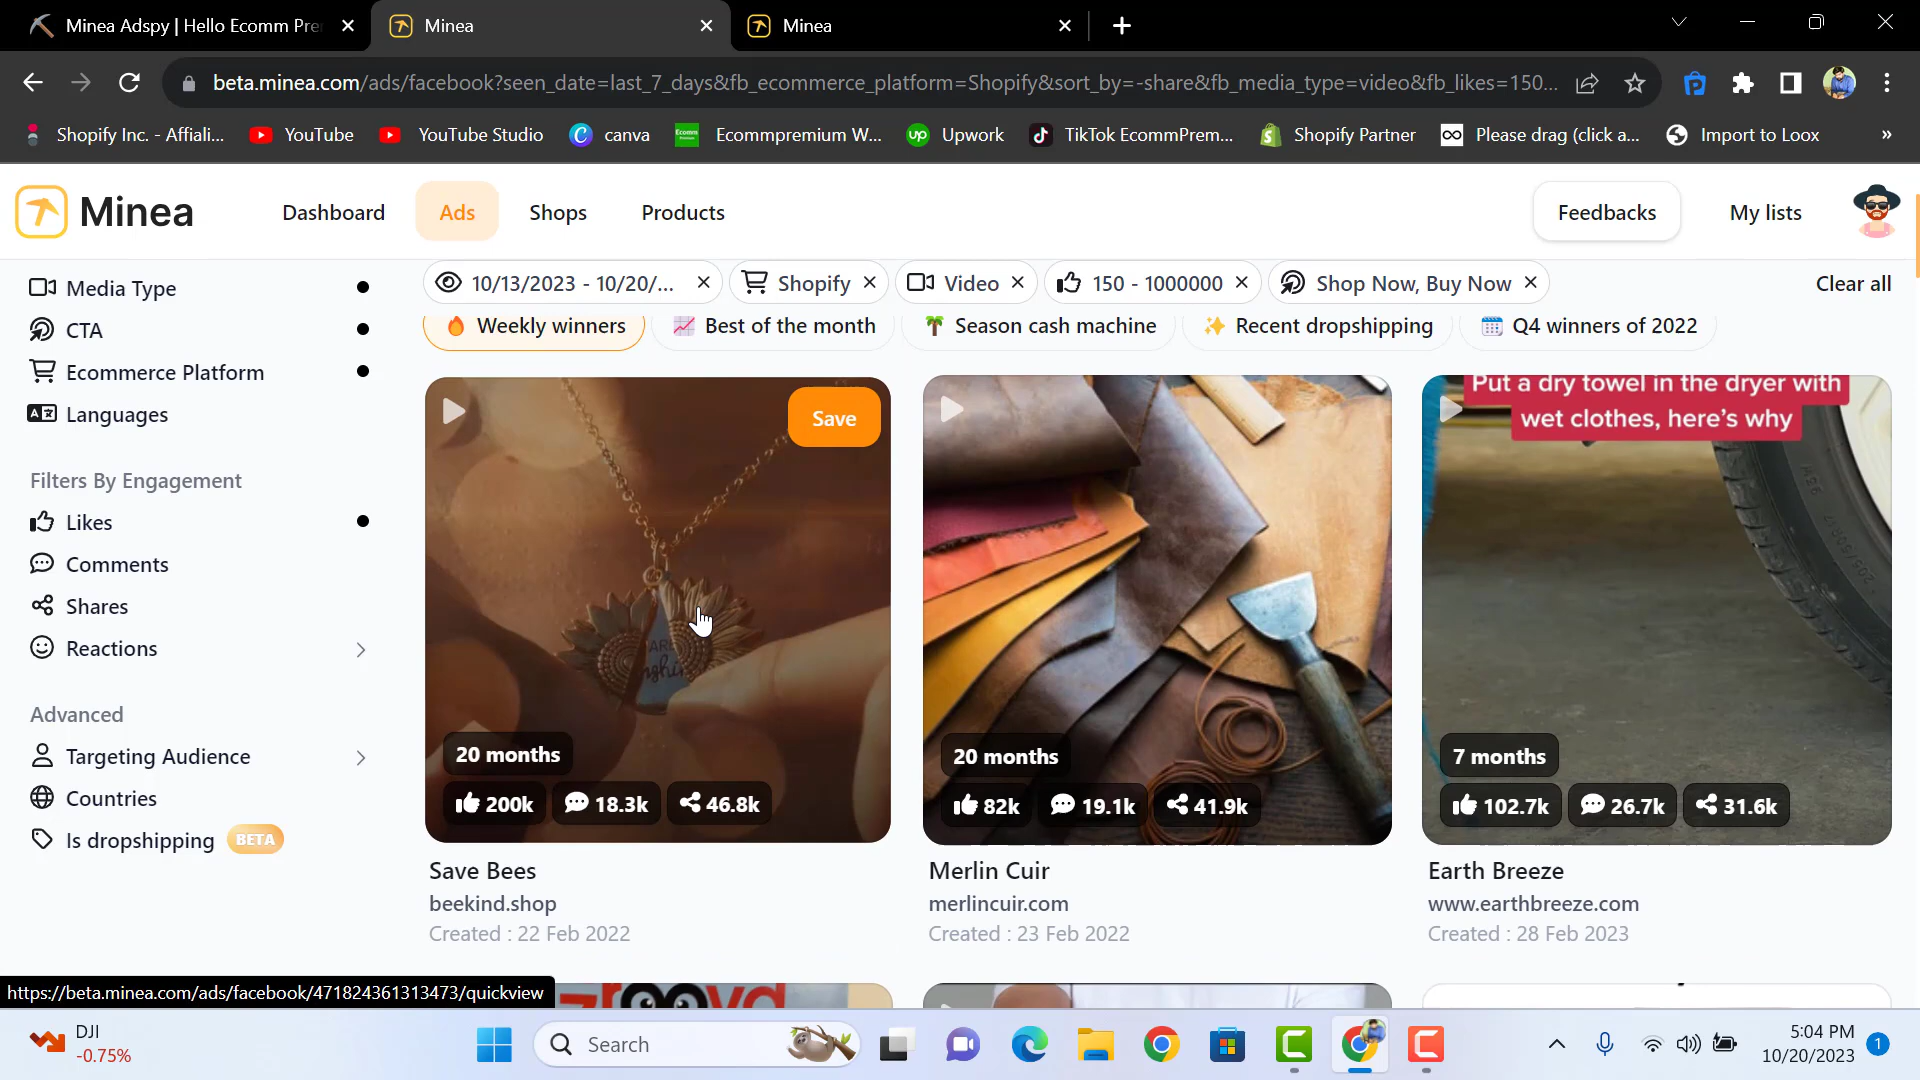 Minea Adspy | Hello Ecomm Pre
Minea
Minea
beta.minea.com/ads/facebook?seen_date=last_7_days&fb_ecommerce_platform=Shopify&sort_by=-share&fb_media_type=video&fb_likes=150...
Shopify Inc. - Affiali...
YouTube
YouTube Studio
canva
Ecommpremium W...
Upwork
TikTok EcommPrem...
Shopify Partner
Please drag (click a...
Import to Loox
»
Minea
Dashboard
Ads
Shops
Products
Feedbacks
My lists
Media Type
CTA
Ecommerce Platform
Languages
Filters By Engagement
Likes
Comments
Shares
Reactions
Advanced
Targeting Audience
Countries
Is dropshipping BETA
10/13/2023 - 10/20/...
Shopify
Video
150 - 1000000
Shop Now, Buy Now
Clear all
Weekly winners
Best of the month
Season cash machine
Recent dropshipping
Q4 winners of 2022
Save
20 months
200k 18.3k 46.8k
Save Bees
beekind.shop
Created : 22 Feb 2022
20 months
82k 19.1k 41.9k
Merlin Cuir
merlincuir.com
Created : 23 Feb 2022
Put a dry towel in the dryer with
wet clothes, here's why
7 months
102.7k 26.7k 31.6k
Earth Breeze
www.earthbreeze.com
Created : 28 Feb 2023
https://beta.minea.com/ads/facebook/471824361313473/quickview
DJI
-0.75%
Search
5:04 PM
10/20/2023
1